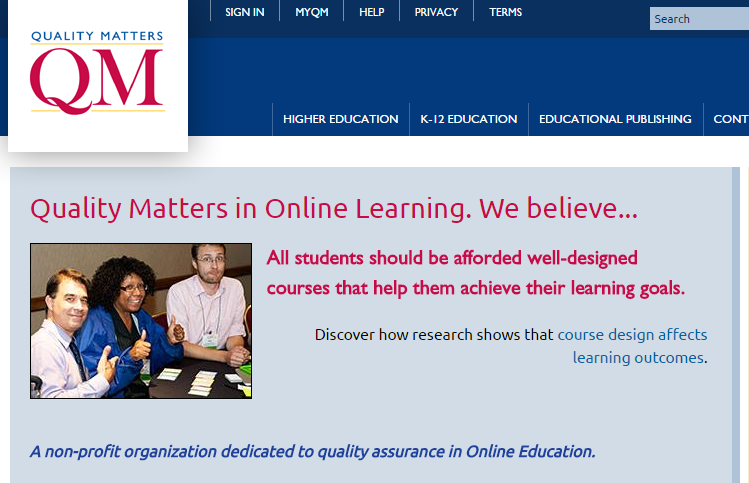 SIGN IN
MYQM
HELP
PRIVACY
TERMS
Search
QUALITY MATTERS
QM
HIGHER EDUCATION
K-12 EDUCATION
EDUCATIONAL PUBLISHING
CONT
Quality Matters in Online Learning. We believe...
All students should be afforded well-designed
courses that help them achieve their learning goals.
Discover how research shows that course design affects
learning outcomes.
A non-profit organization dedicated to quality assurance in Online Education.